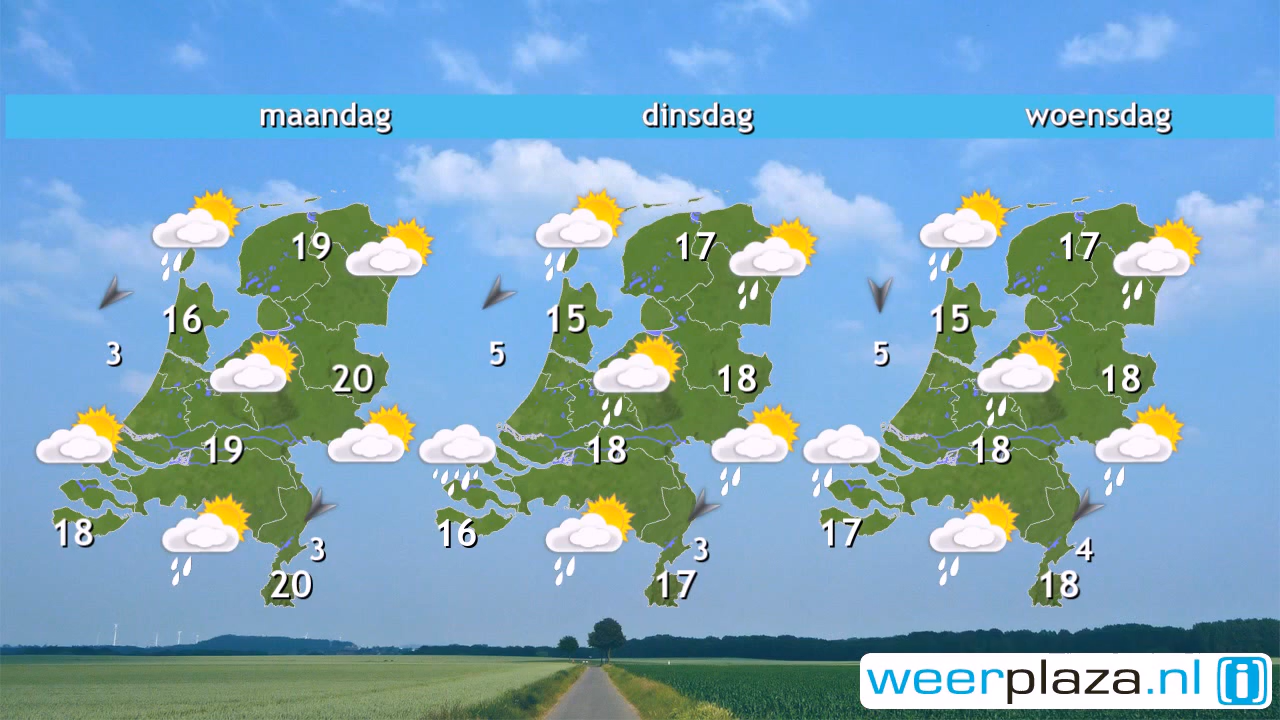 maandag dinsdag woensdag
19 17 17
16 15 15
3 5 5
20 18 18
19 18 18
18 16 17
3 3 4
20 17 18
weerplaza.nl